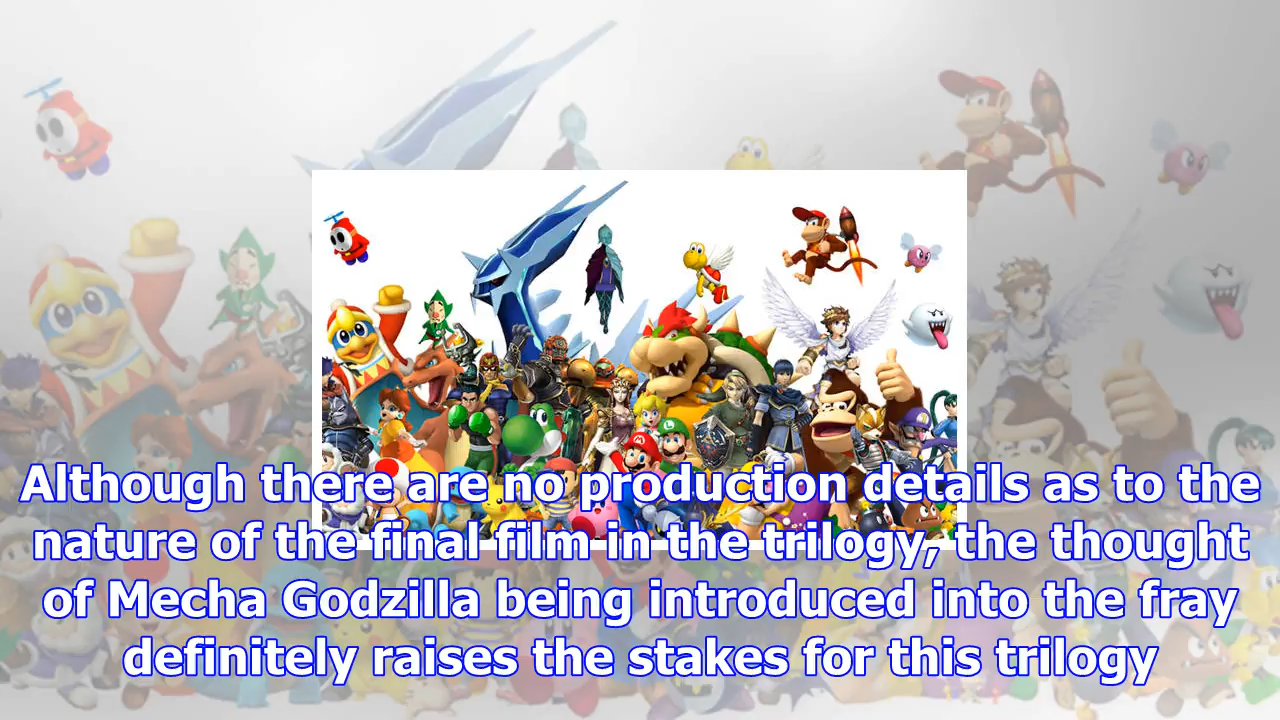 Although there are no production details as to the
nature of the final film in the trilogy, the thought
of Mecha Godzilla being introduced into the fray
definitely raises the stakes for this trilogy